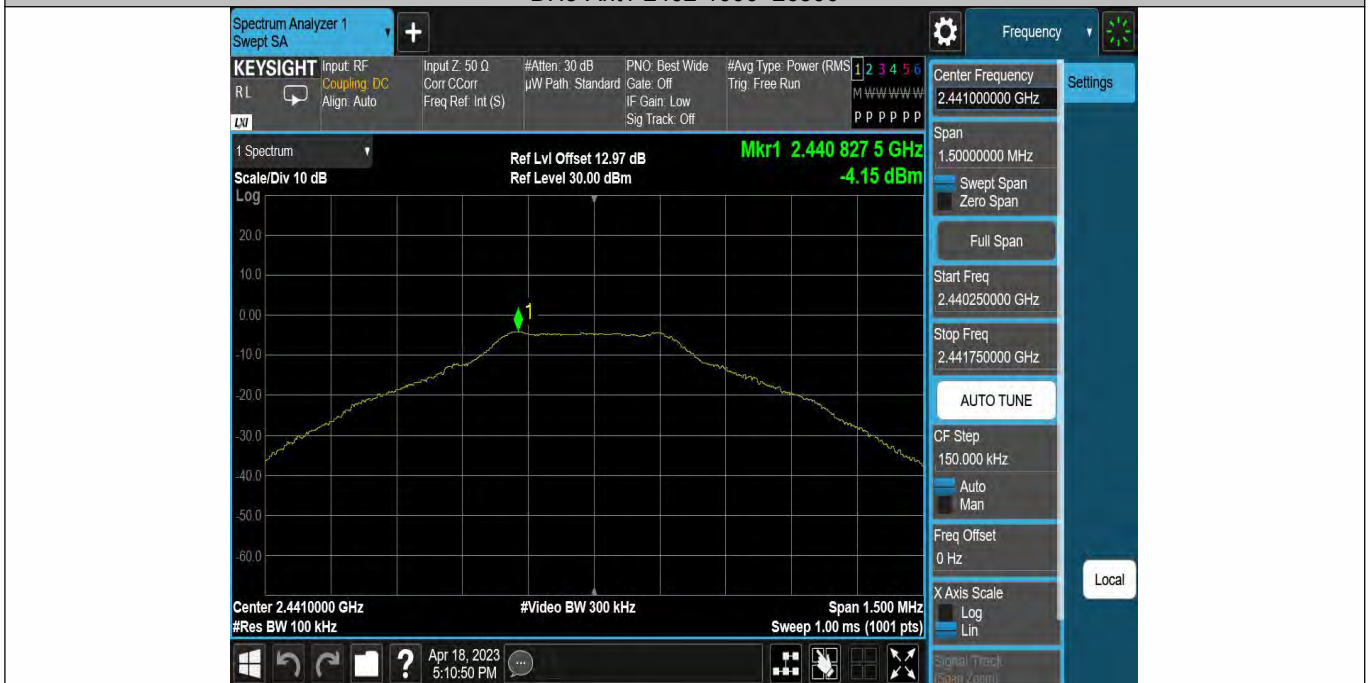 Spectrum Analyzer 1
Swept SA
+
Frequency
KEYSIGHT
RL
LXI
Input: RF
Coupling: DC
Align: Auto
Input Z: 50 Ω
Corr CCorr
Freq Ref: Int (S)
#Atten: 30 dB
µW Path: Standard
PNO: Best Wide
Gate: Off
IF Gain: Low
Sig Track: Off
#Avg Type: Power (RMS
Trig: Free Run
1 2 3 4 5 6
M W W W W W
P P P P P P
Center Frequency
2.441000000 GHz
Settings
Span
1.50000000 MHz
Swept Span
Zero Span
Full Span
Start Freq
2.440250000 GHz
Stop Freq
2.441750000 GHz
AUTO TUNE
CF Step
150.000 kHz
Auto
Man
Freq Offset
0 Hz
X Axis Scale
Log
Lin
Signal Track
(Span Zoom)
Local
1 Spectrum
Scale/Div 10 dB
Ref Lvl Offset 12.97 dB
Ref Level 30.00 dBm
Mkr1 2.440 827 5 GHz
-4.15 dBm
Log
20.0
10.0
0.00
-10.0
-20.0
-30.0
-40.0
-50.0
-60.0
1
Center 2.4410000 GHz
#Res BW 100 kHz
#Video BW 300 kHz
Span 1.500 MHz
Sweep 1.00 ms (1001 pts)
?
Apr 18, 2023
5:10:50 PM